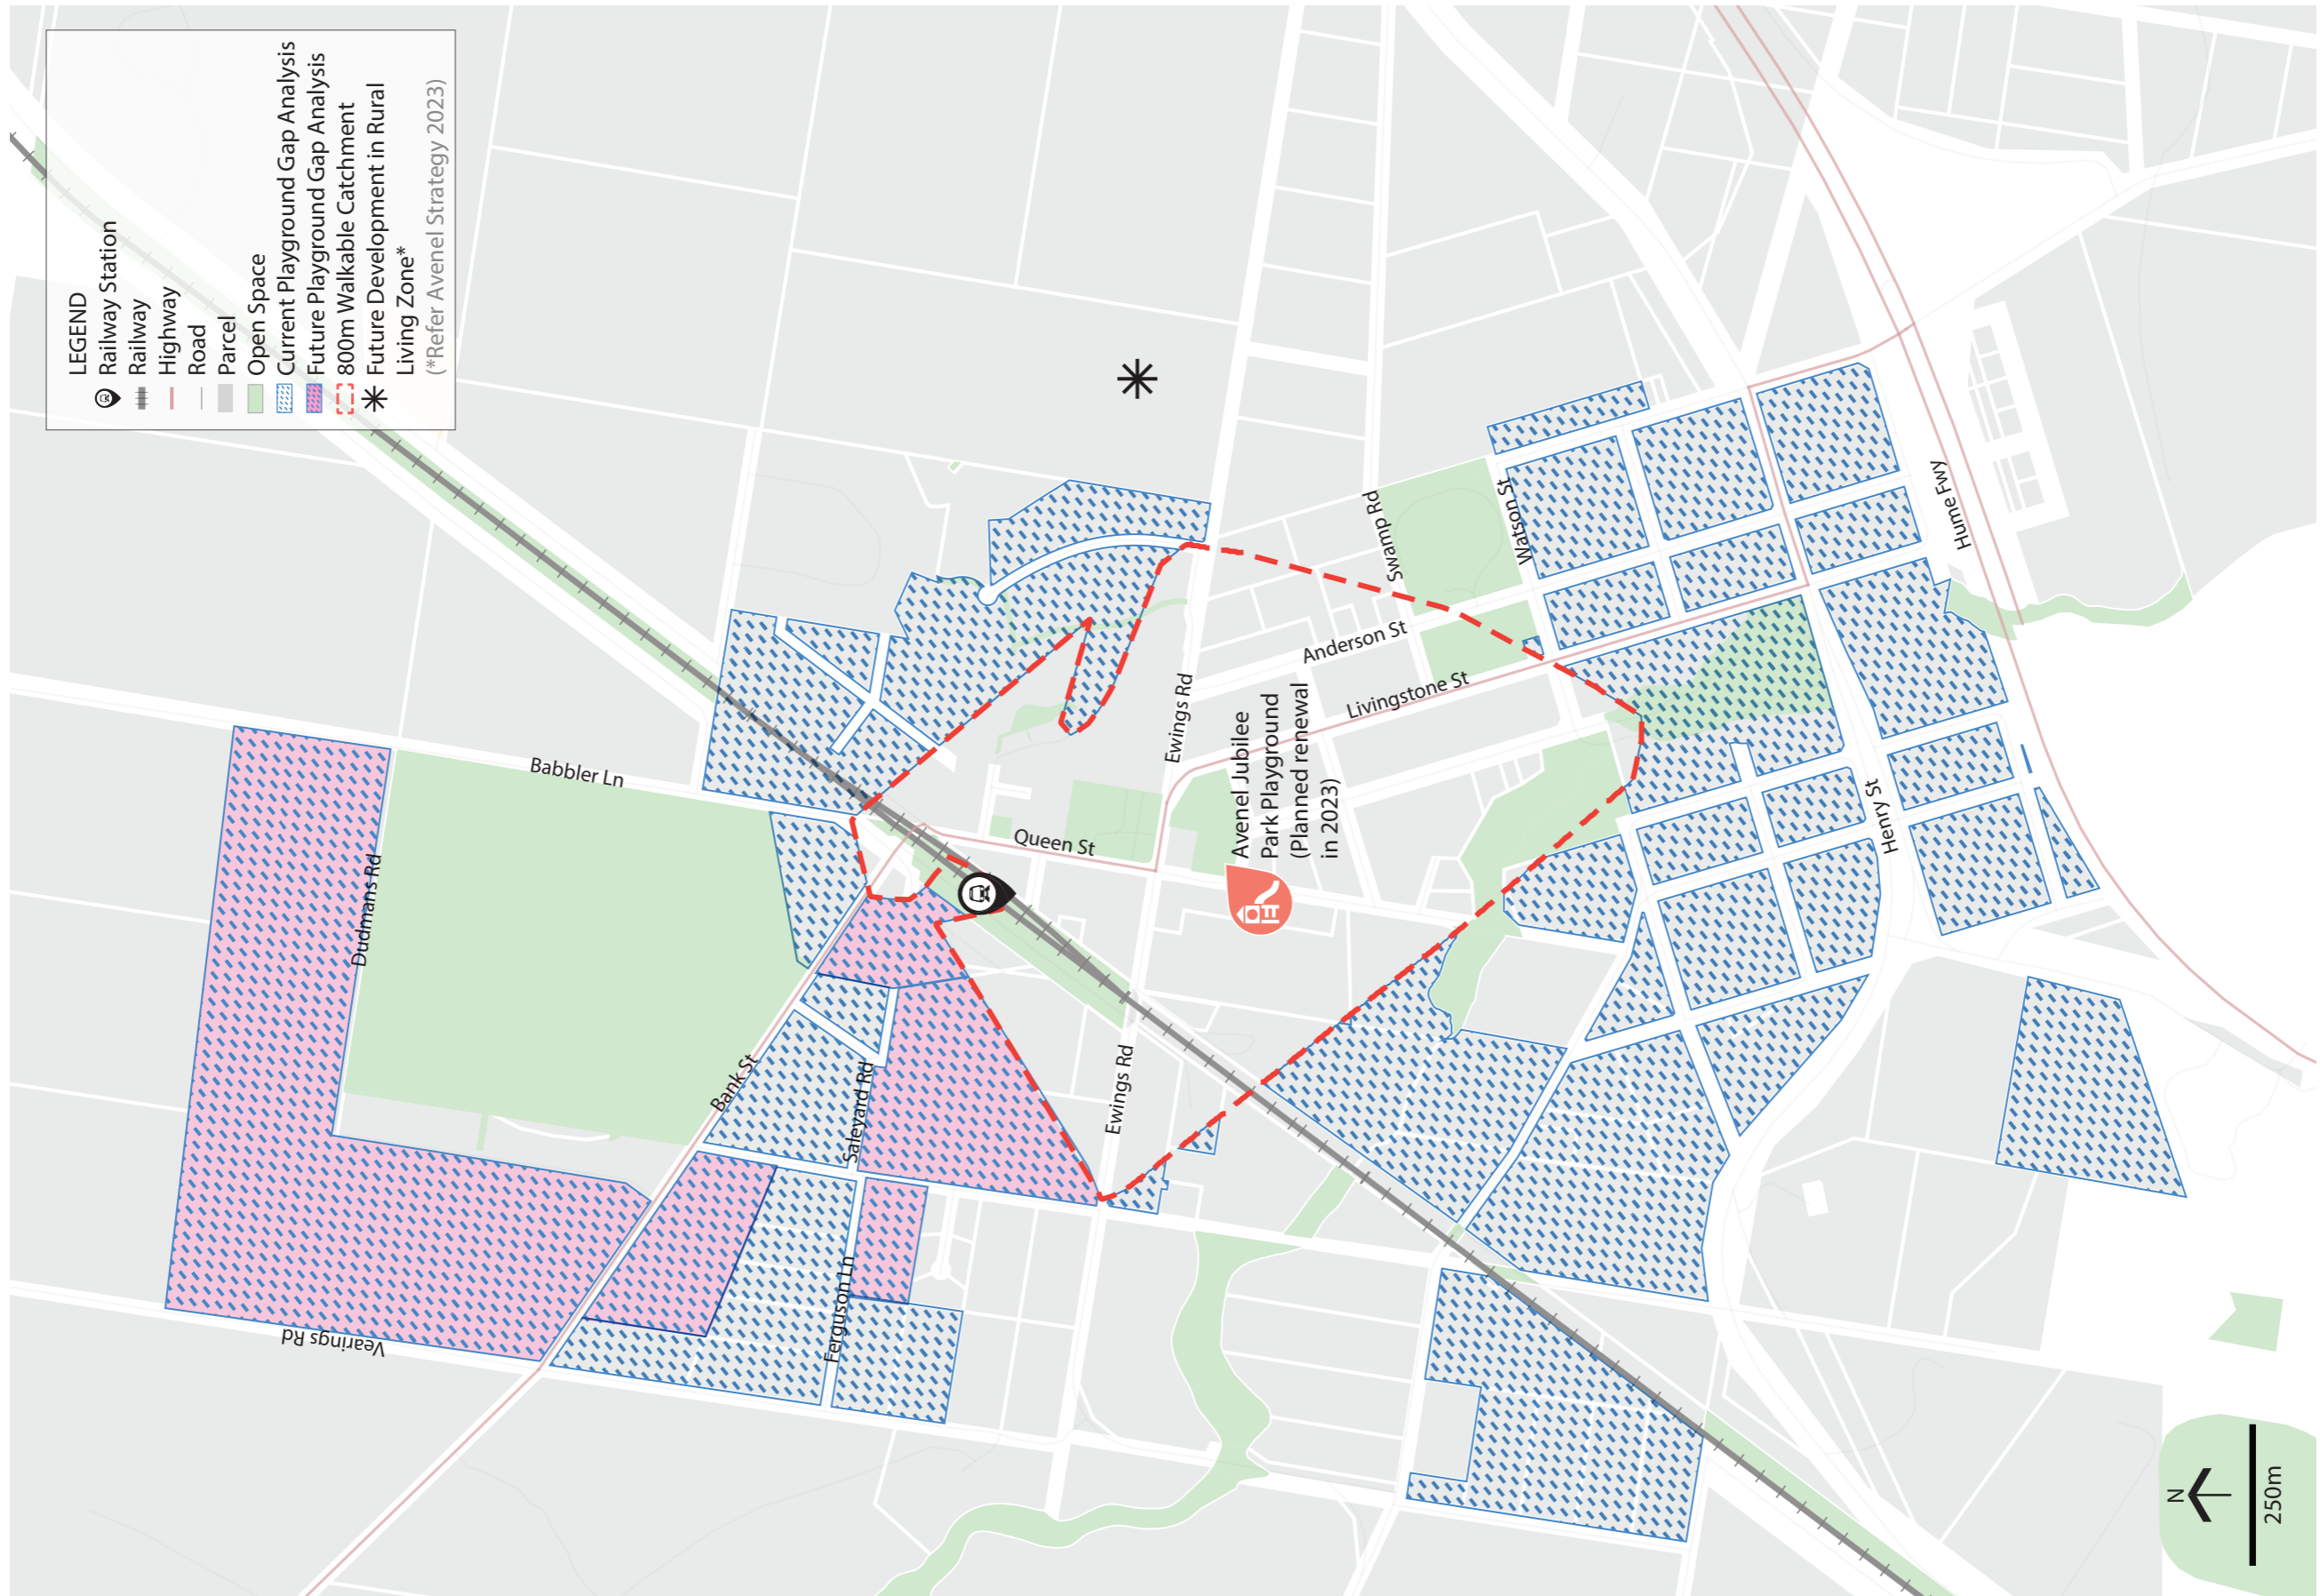 LEGEND
Railway Station
Railway
Highway
Road
Parcel
Open Space
Current Playground Gap Analysis
Future Playground Gap Analysis
800m Walkable Catchment
Future Development in Rural
Living Zone*
(*Refer Avenel Strategy 2023)
Babbler Ln
Dudmans Rd
Vearings Rd
Bank St
Saleyard Rd
Ferguson Ln
Queen St
Ewings Rd
Ewings Rd
Avenel Jubilee
Park Playground
(Planned renewal
in 2023)
Anderson St
Livingstone St
Swamp Rd
Watson St
Henry St
Hume Fwy
N
250m